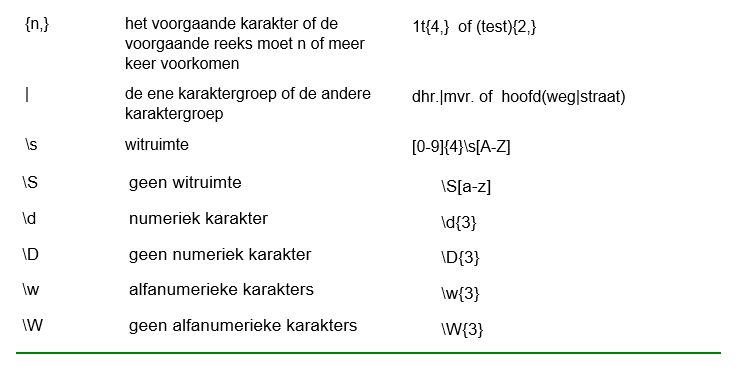 {n,} het voorgaande karakter of de 1t{4,} of (test){2,}
voorgaande reeks moet n of meer
keer voorkomen
| de ene karaktergroep of de andere dhr.|mvr. of hoofd(weg|straat)
karaktergroep
\s witruimte [0-9]{4}\s[A-Z]
\S geen witruimte \S[a-z]
\d numeriek karakter \d{3}
\D geen numeriek karakter \D{3}
\w alfanumerieke karakters \w{3}
\W geen alfanumerieke karakters \W{3}